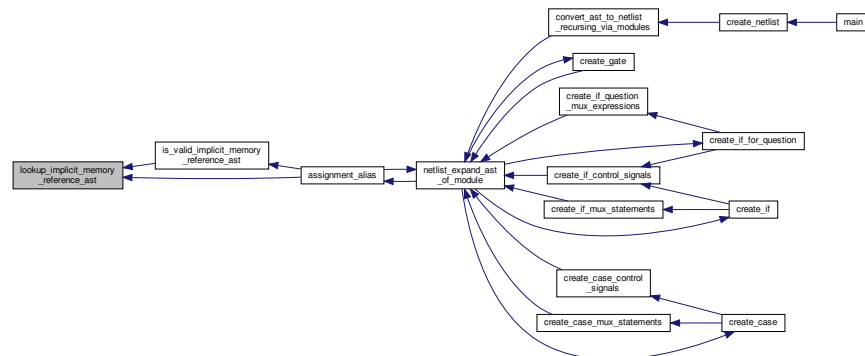 convert_ast_to_netlist
_recursing_via_modules
create_netlist
main
create_gate
create_if_question
_mux_expressions
create_if_for_question
is_valid_implicit_memory
_reference_ast
lookup_implicit_memory
_reference_ast
assignment_alias
netlist_expand_ast
_of_module
create_if_control_signals
create_if_mux_statements
create_if
create_case_control
_signals
create_case_mux_statements
create_case